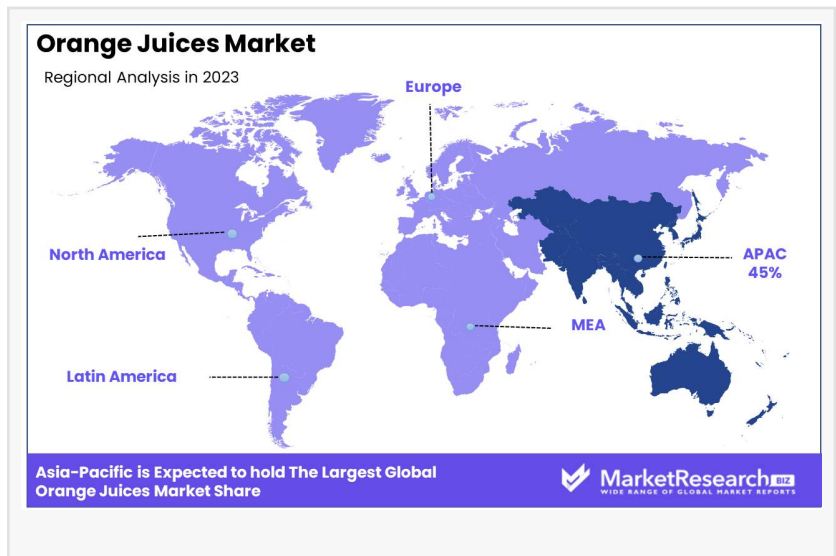 Orange Juices Market
Regional Analysis in 2023
Europe
North America
APAC
45%
MEA
Latin America
Asia-Pacific is Expected to hold The Largest Global
Orange Juices Market Share
MarketResearch BIZ
WIDE RANGE OF GLOBAL MARKET REPORTS